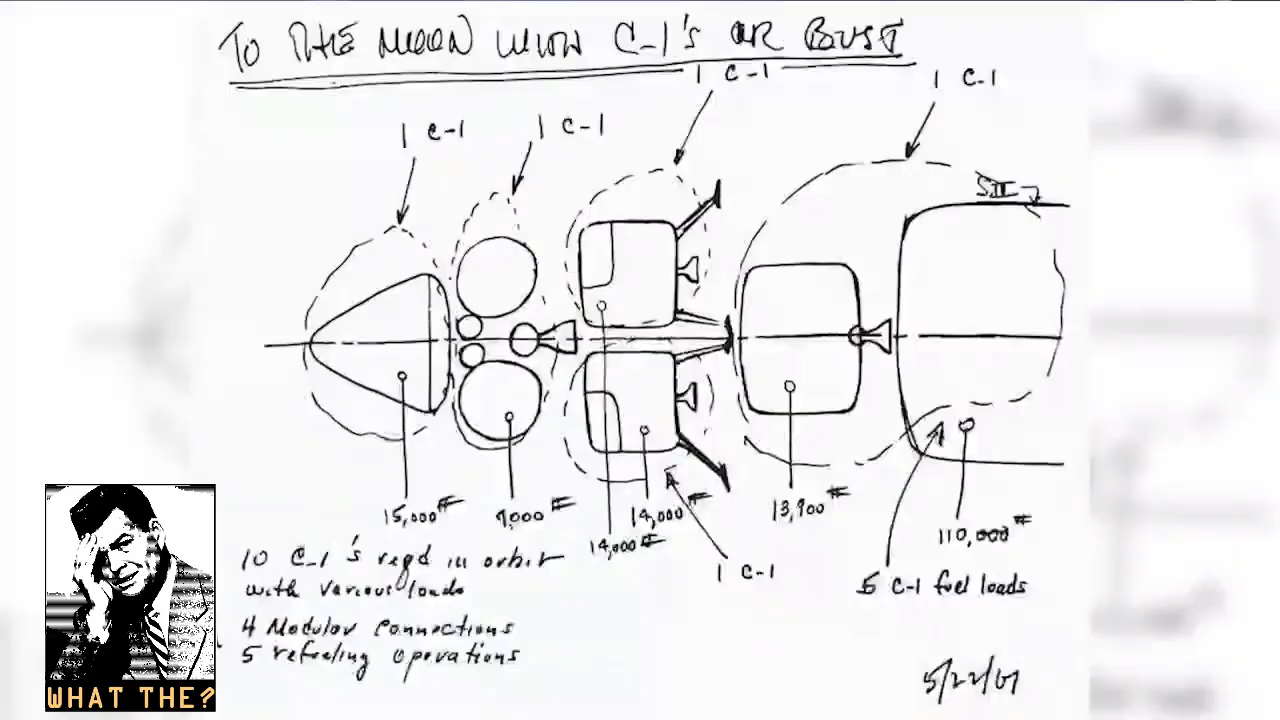 TO THE MOON WITH C-1's OR BUST
1 C-1
1 C-1
1 C-1
1 C-1
SII
15,000#
9,000#
14,000#
14,000#
13,900#
110,000#
1 C-1
5 C-1 fuel loads
10 C-1's reqd in orbit
with various loads
4 Modular Connections
5 refueling operations
5/22/61
WHAT THE?